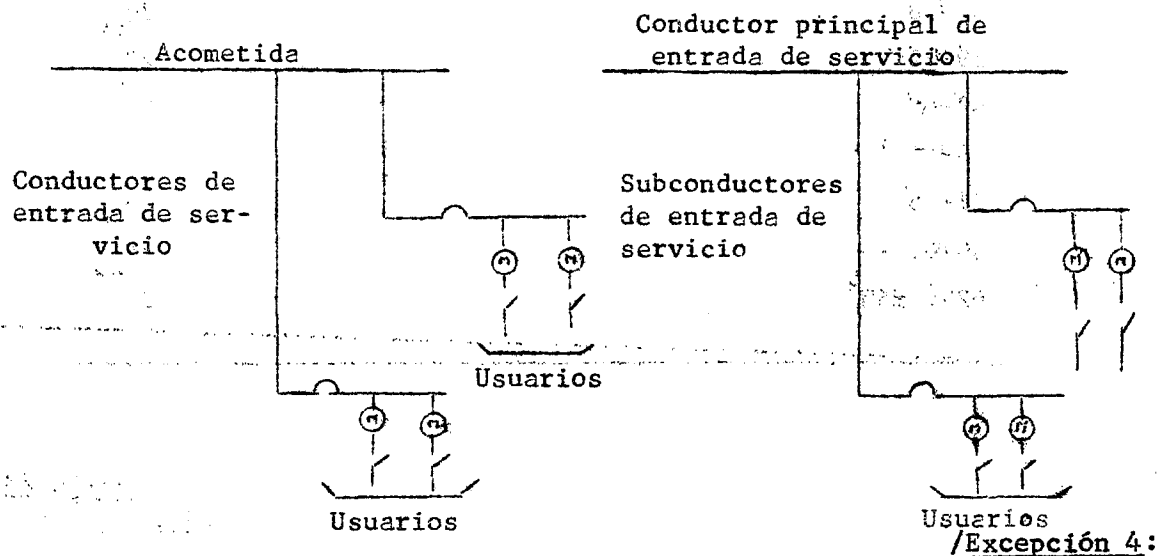 Acometida
Conductor principal de
entrada de servicio
Conductores de
entrada de ser-
vicio
Subconductores
de entrada de
servicio
m m
m m
Usuarios
m m
m m
Usuarios
Usuarios
/Excepción 4: